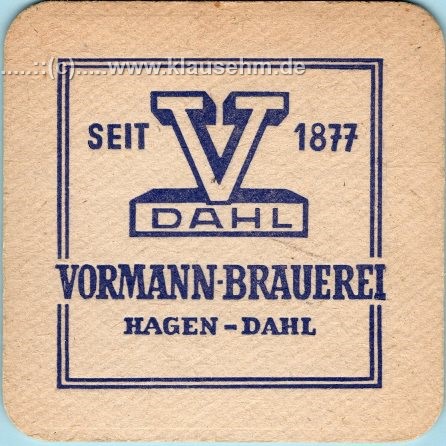 .....::(c).....www.klausehm.de
SEIT V 1877
DAHL
VORMANN-BRAUEREI
HAGEN-DAHL